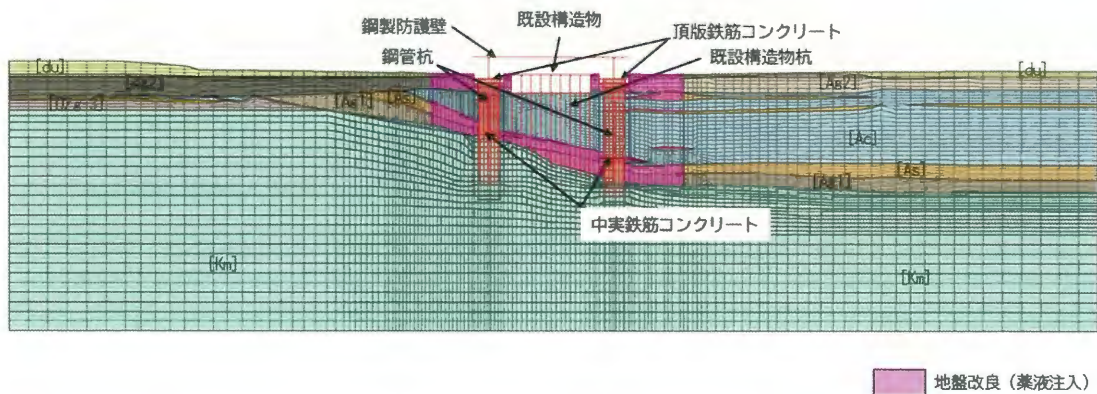 鋼製防護壁
既設構造物
頂版鉄筋コンクリート
鋼管杭
既設構造物杭
[du]
[Ag2]
[Ag1]
[As]
[Ag2]
[du]
[Ac]
[As]
[Ag1]
中実鉄筋コンクリート
[Km]
[Km]
地盤改良（薬液注入）